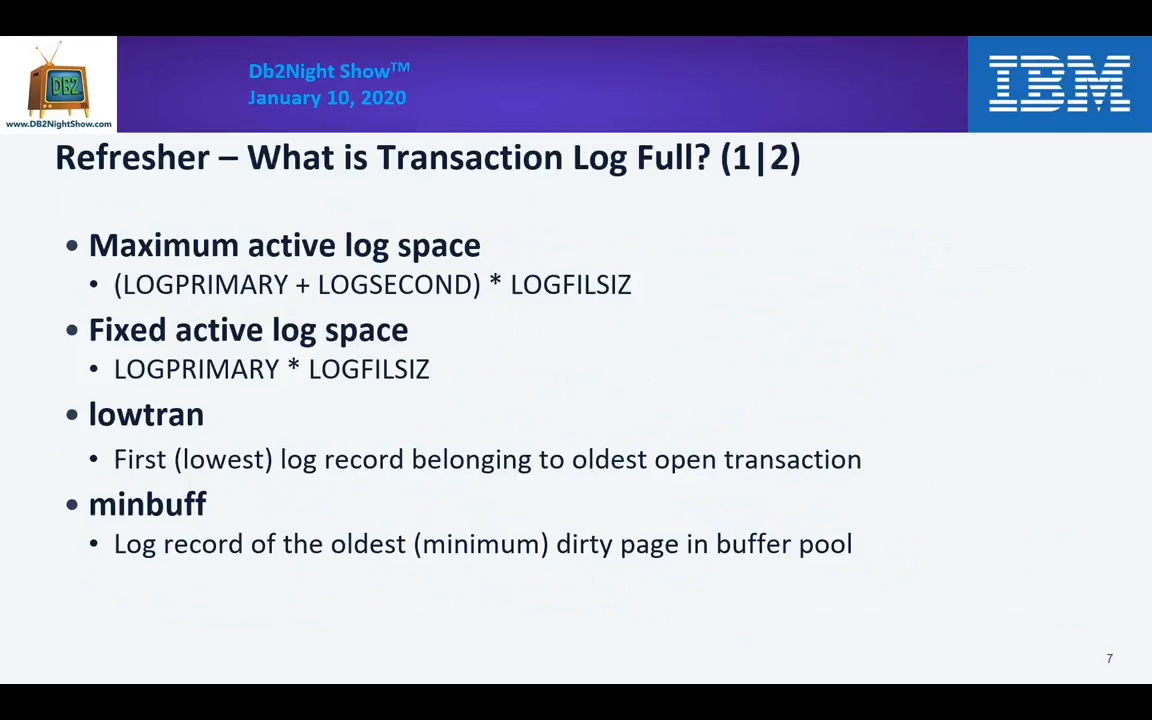 DB2
www.DB2NightShow.com
Db2Night Show™
January 10, 2020
IBM
Refresher – What is Transaction Log Full? (1|2)
• Maximum active log space
• (LOGPRIMARY + LOGSECOND) * LOGFILSIZ
• Fixed active log space
• LOGPRIMARY * LOGFILSIZ
• lowtran
• First (lowest) log record belonging to oldest open transaction
• minbuff
• Log record of the oldest (minimum) dirty page in buffer pool
7